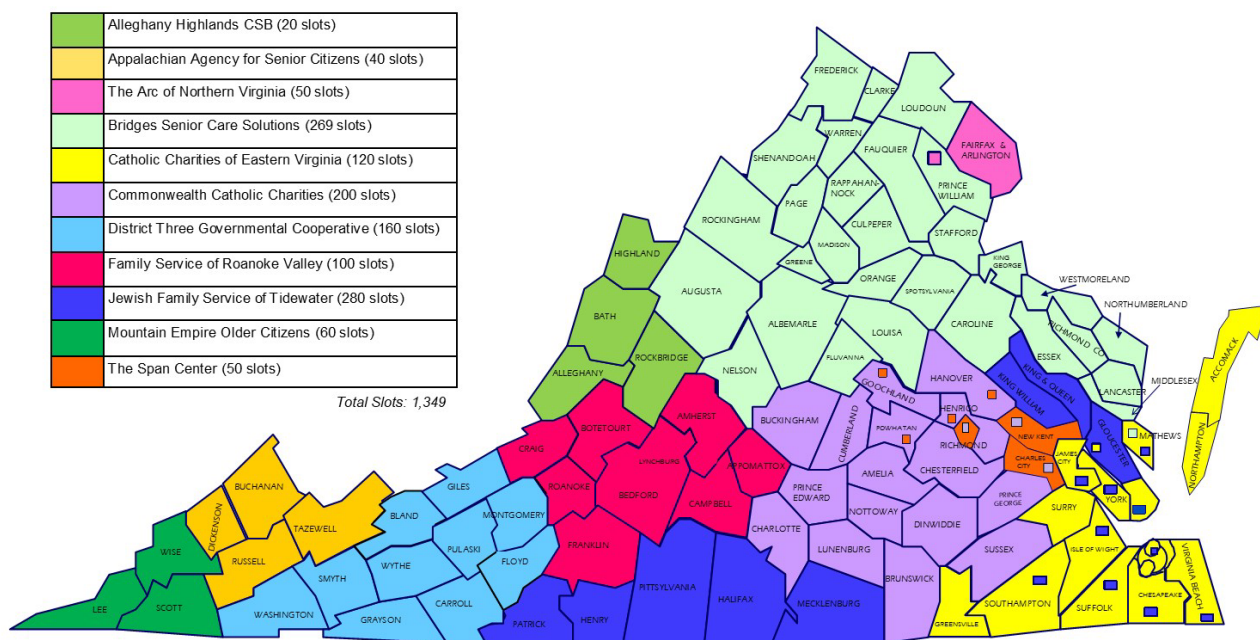 Alleghany Highlands CSB (20 slots)
Appalachian Agency for Senior Citizens (40 slots)
The Arc of Northern Virginia (50 slots)
Bridges Senior Care Solutions (269 slots)
Catholic Charities of Eastern Virginia (120 slots)
Commonwealth Catholic Charities (200 slots)
District Three Governmental Cooperative (160 slots)
Family Service of Roanoke Valley (100 slots)
Jewish Family Service of Tidewater (280 slots)
Mountain Empire Older Citizens (60 slots)
The Span Center (50 slots)
Total Slots: 1,349
FREDERICK
CLARKE
LOUDOUN
WARREN
FAUQUIER
FAIRFAX &
ARLINGTON
SHENANDOAH
RAPPAHAN-
NOCK
PRINCE
WILLIAM
PAGE
ROCKINGHAM
CULPEPER
STAFFORD
MADISON
HIGHLAND
GREENE
KING
GEORGE
ORANGE
WESTMORELAND
AUGUSTA
SPOTSYLVANIA
NORTHUMBERLAND
BATH
ALBEMARLE
LOUISA
CAROLINE
RICHMOND CO
ROCKBRIDGE
FLUVANNA
ESSEX
ACCOMACK
ALLEGHANY
NELSON
GOOCHLAND
HANOVER
KING & QUEEN
KING WILLIAM
LANCASTER
MIDDLESEX
AMHERST
BUCKINGHAM
CUMBERLAND
HENRICO
BOTETOURT
POWHATAN
RICHMOND
NEW KENT
GLOUCESTER
MATHEWS
CRAIG
LYNCHBURG
APPOMATTOX
AMELIA
CHESTERFIELD
CHARLES
CITY
JAMES
CITY
NORTHAMPTON
GILES
ROANOKE
BEDFORD
PRINCE
EDWARD
PRINCE
GEORGE
YORK
BUCHANAN
BLAND
MONTGOMERY
CAMPBELL
NOTTOWAY
SURRY
DICKENSON
TAZEWELL
CHARLOTTE
DINWIDDIE
WISE
RUSSELL
PULASKI
FRANKLIN
LUNENBURG
SUSSEX
ISLE OF WIGHT
SMYTH
WYTHE
FLOYD
PITTSYLVANIA
HALIFAX
BRUNSWICK
VIRGINIA BEACH
LEE
SCOTT
WASHINGTON
GRAYSON
CARROLL
PATRICK
HENRY
MECKLENBURG
GREENSVILLE
SOUTHAMPTON
SUFFOLK
CHESAPEAKE